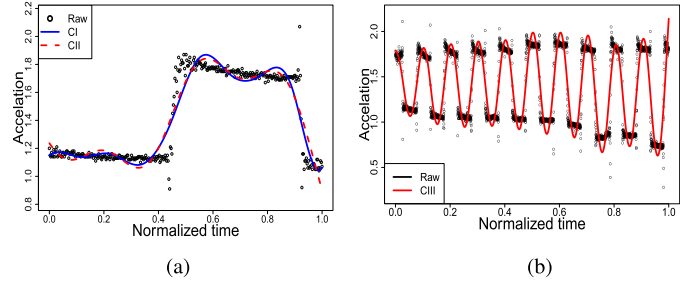 Raw
CI
CII
Accelation
2.2
2.0
1.8
1.6
1.4
1.2
1.0
0.8
0.0 0.2 0.4 0.6 0.8 1.0
Normalized time
(a)
Accelation
2.0
1.5
1.0
0.5
Raw
CIII
0.0 0.2 0.4 0.6 0.8 1.0
Normalized time
(b)